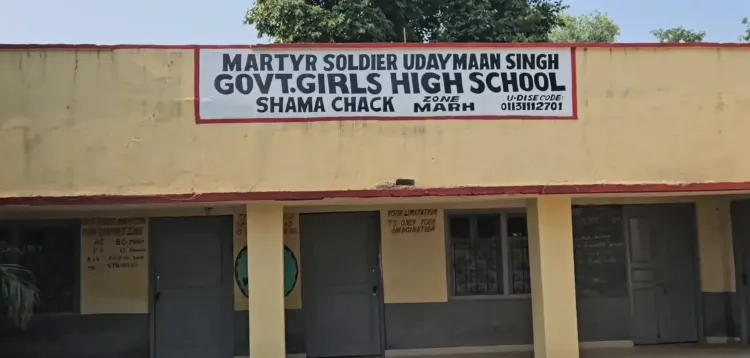 MARTYR SOLDIER UDAYMAAN SINGH
GOVT.GIRLS HIGH SCHOOL
SHAMA CHACK ZONE MARH U-DISE CODE: 01131112701
YOUR LIMITATION
IT'S ONLY YOUR
IMAGINATION